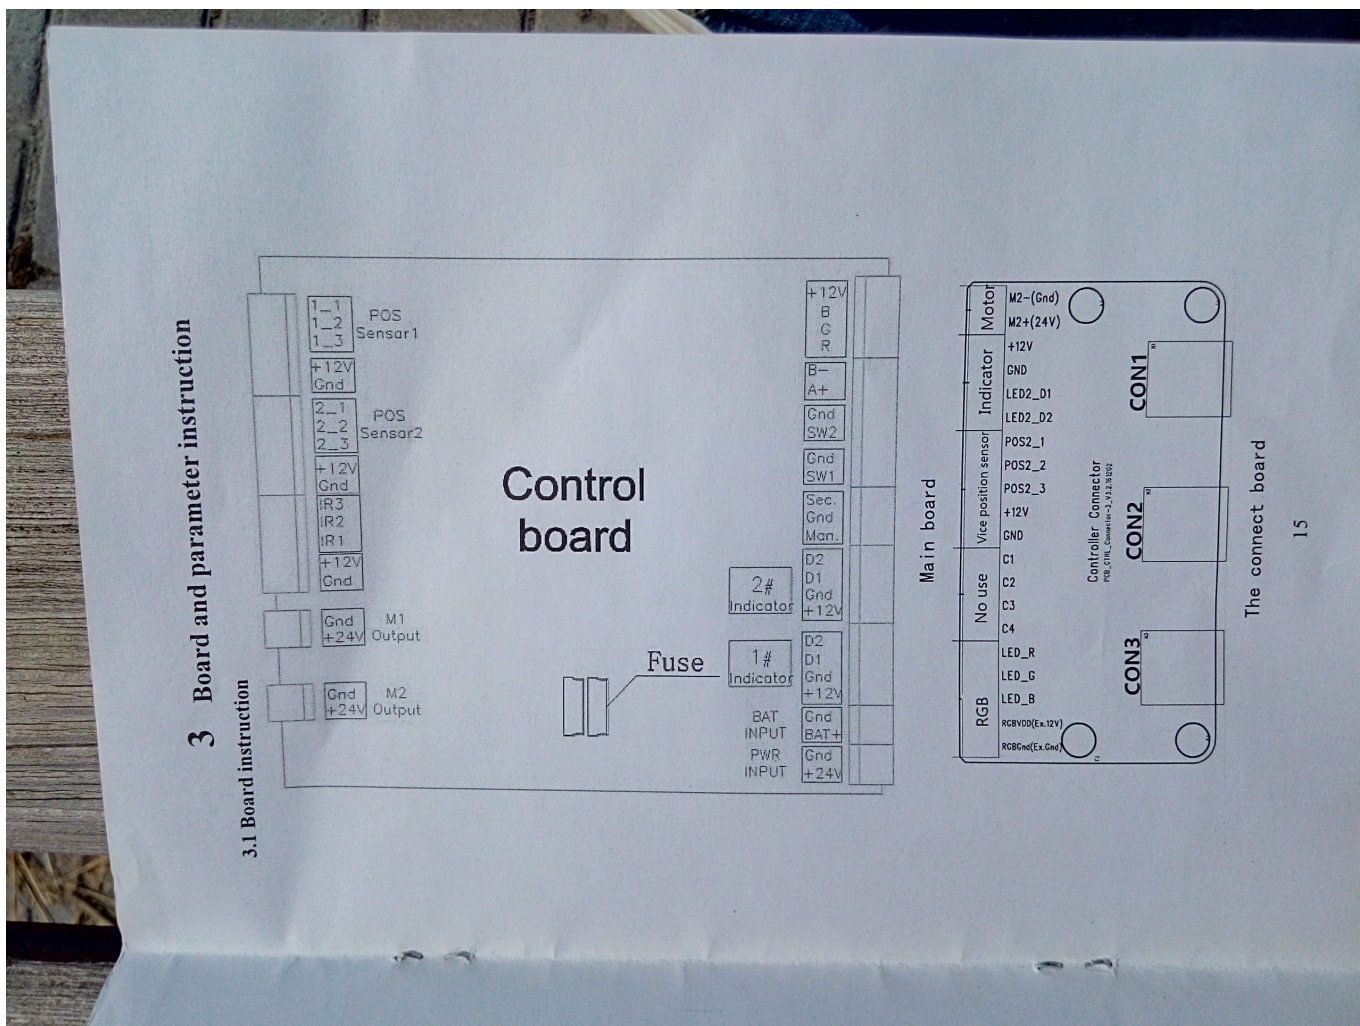 3 Board and parameter instruction
3.1 Board instruction
1_1
1_2
1_3
POS
Sensar1
+12V
Gnd
2_1
2_2
2_3
POS
Sensar2
+12V
Gnd
IR3
IR2
IR1
+12V
Gnd
Gnd
+24V
M1
Output
Gnd
+24V
M2
Output
Control
board
Fuse
+12V
B
G
R
B-
A+
Gnd
SW2
Gnd
SW1
Sec.
Gnd
Man.
2#
Indicator
D2
D1
Gnd
+12V
1#
Indicator
D2
D1
Gnd
+12V
BAT
INPUT
Gnd
BAT+
PWR
INPUT
Gnd
+24V
Main board
Motor
M2-(Gnd)
M2+(24V)
Indicator
+12V
GND
LED2_D1
LED2_D2
Vice position sensor
POS2_1
POS2_2
POS2_3
+12V
GND
No use
C1
C2
C3
C4
RGB
LED_R
LED_G
LED_B
RGBVDD(Ex.12V)
RCBGnd(Ex.Gnd)
Controller Connector
CON1
CON2
CON3
The connect board
15